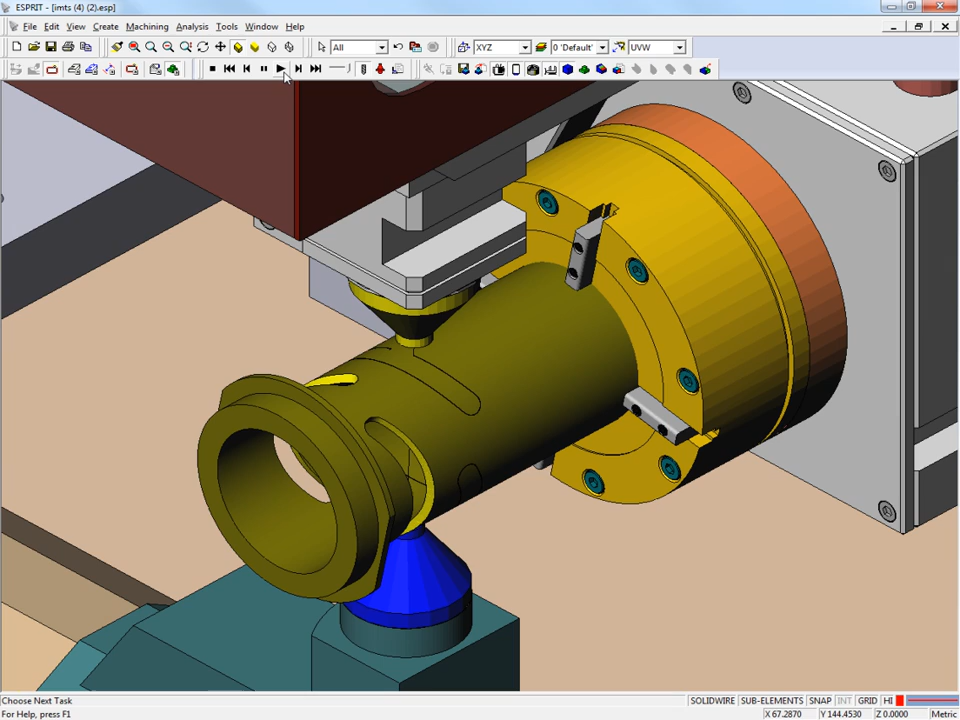 ESPRIT - [imts (4) (2).esp]
File Edit View Create Machining Analysis Tools Window Help
All XYZ 0 'Default' UVW
Choose Next Task SOLIDWIRE SUB-ELEMENTS SNAP INT GRID HI
For Help, press F1 X 67.2870 Y 144.4530 Z 0.0000 Metric